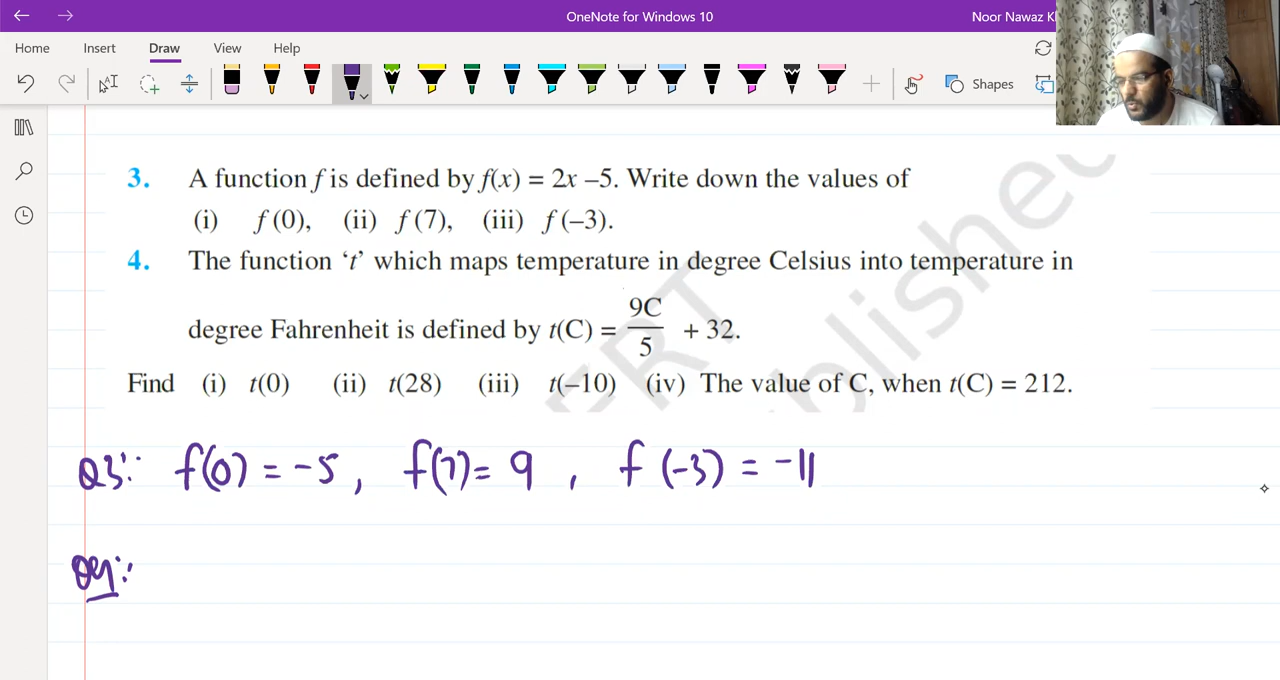 OneNote for Windows 10
Noor Nawaz K
Home Insert Draw View Help
Shapes
3. A function f is defined by f(x) = 2x –5. Write down the values of
(i) f (0), (ii) f (7), (iii) f (–3).
4. The function ‘t’ which maps temperature in degree Celsius into temperature in
degree Fahrenheit is defined by t(C) = 9C/5 + 32.
Find (i) t(0) (ii) t(28) (iii) t(–10) (iv) The value of C, when t(C) = 212.
Q3:- f(0) = -5, f(7) = 9, f(-3) = -11
Q4:-